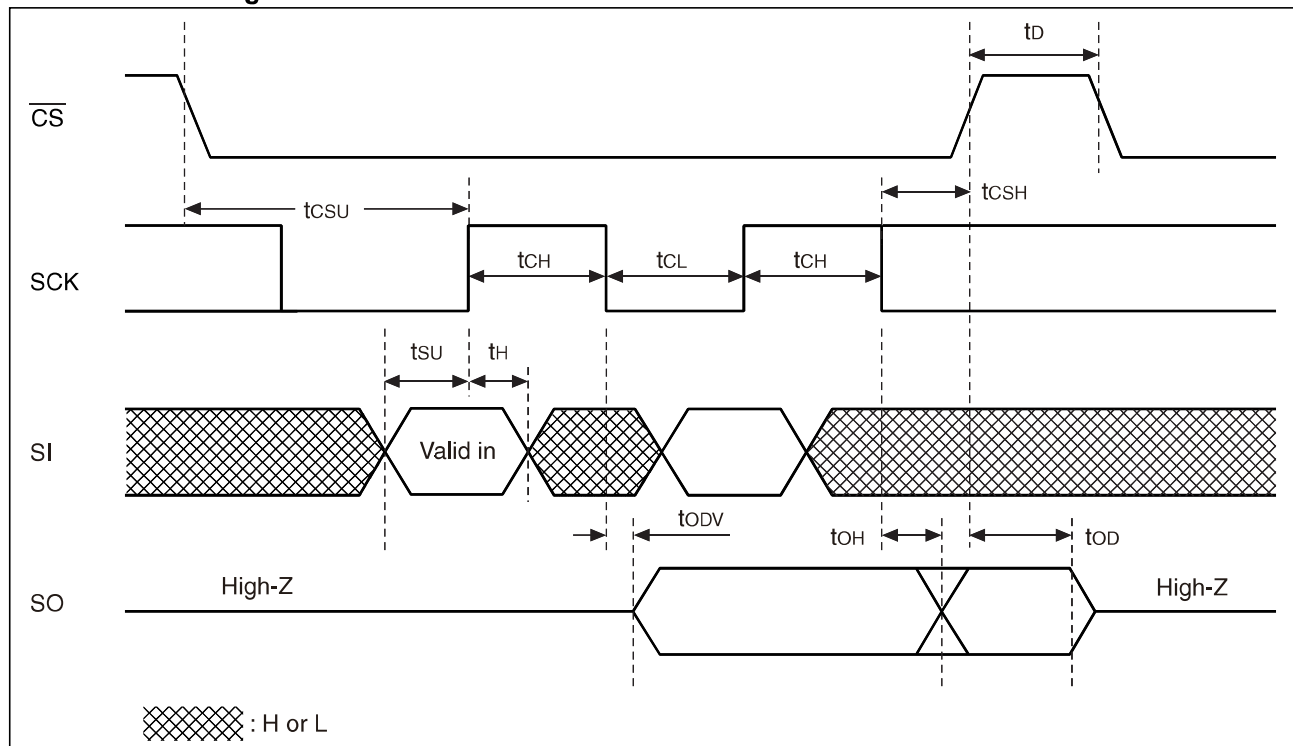 tD
CS
tCSH
tCSU
SCK
tCH
tCL
tCH
tSU
tH
SI
Valid in
tODV
tOH
tOD
SO
High-Z
High-Z
: H or L